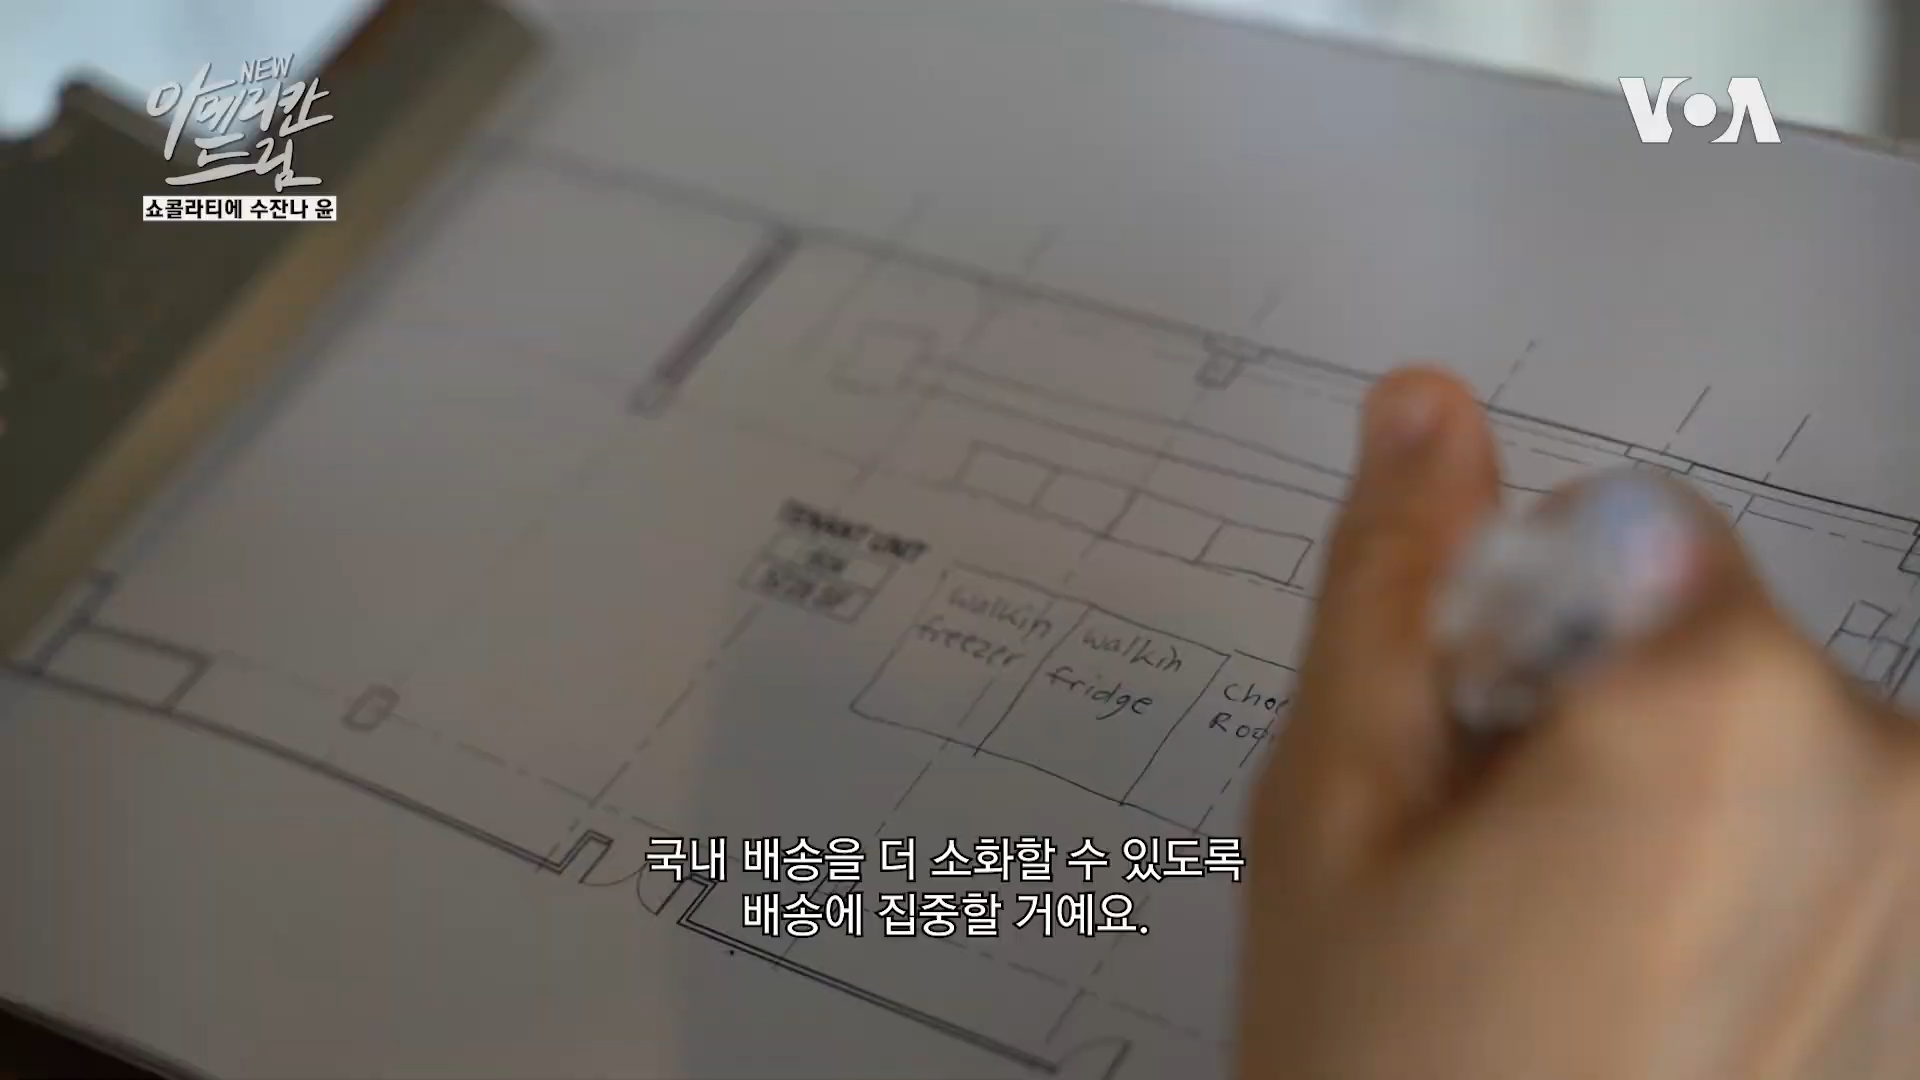 NEW
아메리칸
드림
쇼콜라티에 수잔나 윤
VOA
TENANT UNIT
walkin
freezer
walkin
fridge
국내 배송을 더 소화할 수 있도록
배송에 집중할 거예요.